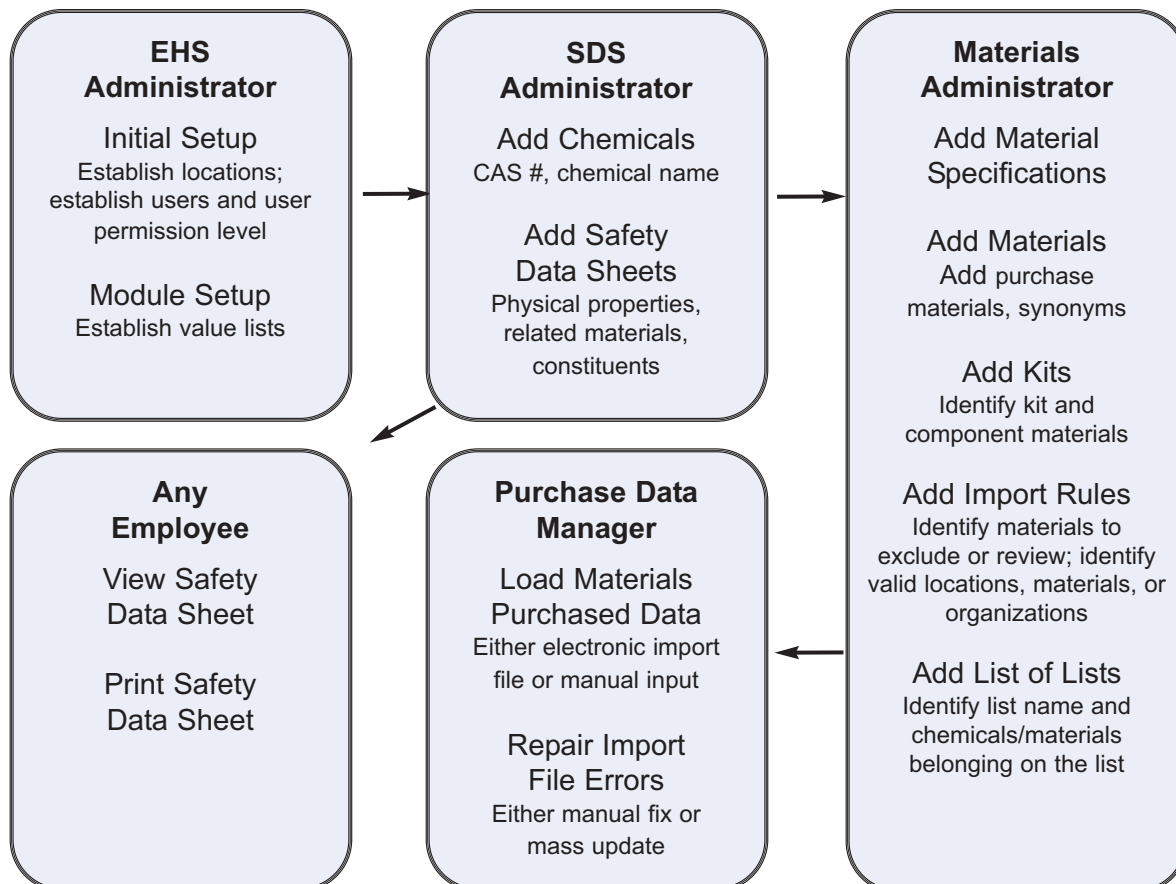 EHS
Administrator
Initial Setup
Establish locations;
establish users and user
permission level
Module Setup
Establish value lists
SDS
Administrator
Add Chemicals
CAS #, chemical name
Add Safety
Data Sheets
Physical properties,
related materials,
constituents
Materials
Administrator
Add Material
Specifications
Add Materials
Add purchase
materials, synonyms
Add Kits
Identify kit and
component materials
Add Import Rules
Identify materials to
exclude or review; identify
valid locations, materials, or
organizations
Add List of Lists
Identify list name and
chemicals/materials
belonging on the list
Any
Employee
View Safety
Data Sheet
Print Safety
Data Sheet
Purchase Data
Manager
Load Materials
Purchased Data
Either electronic import
file or manual input
Repair Import
File Errors
Either manual fix or
mass update